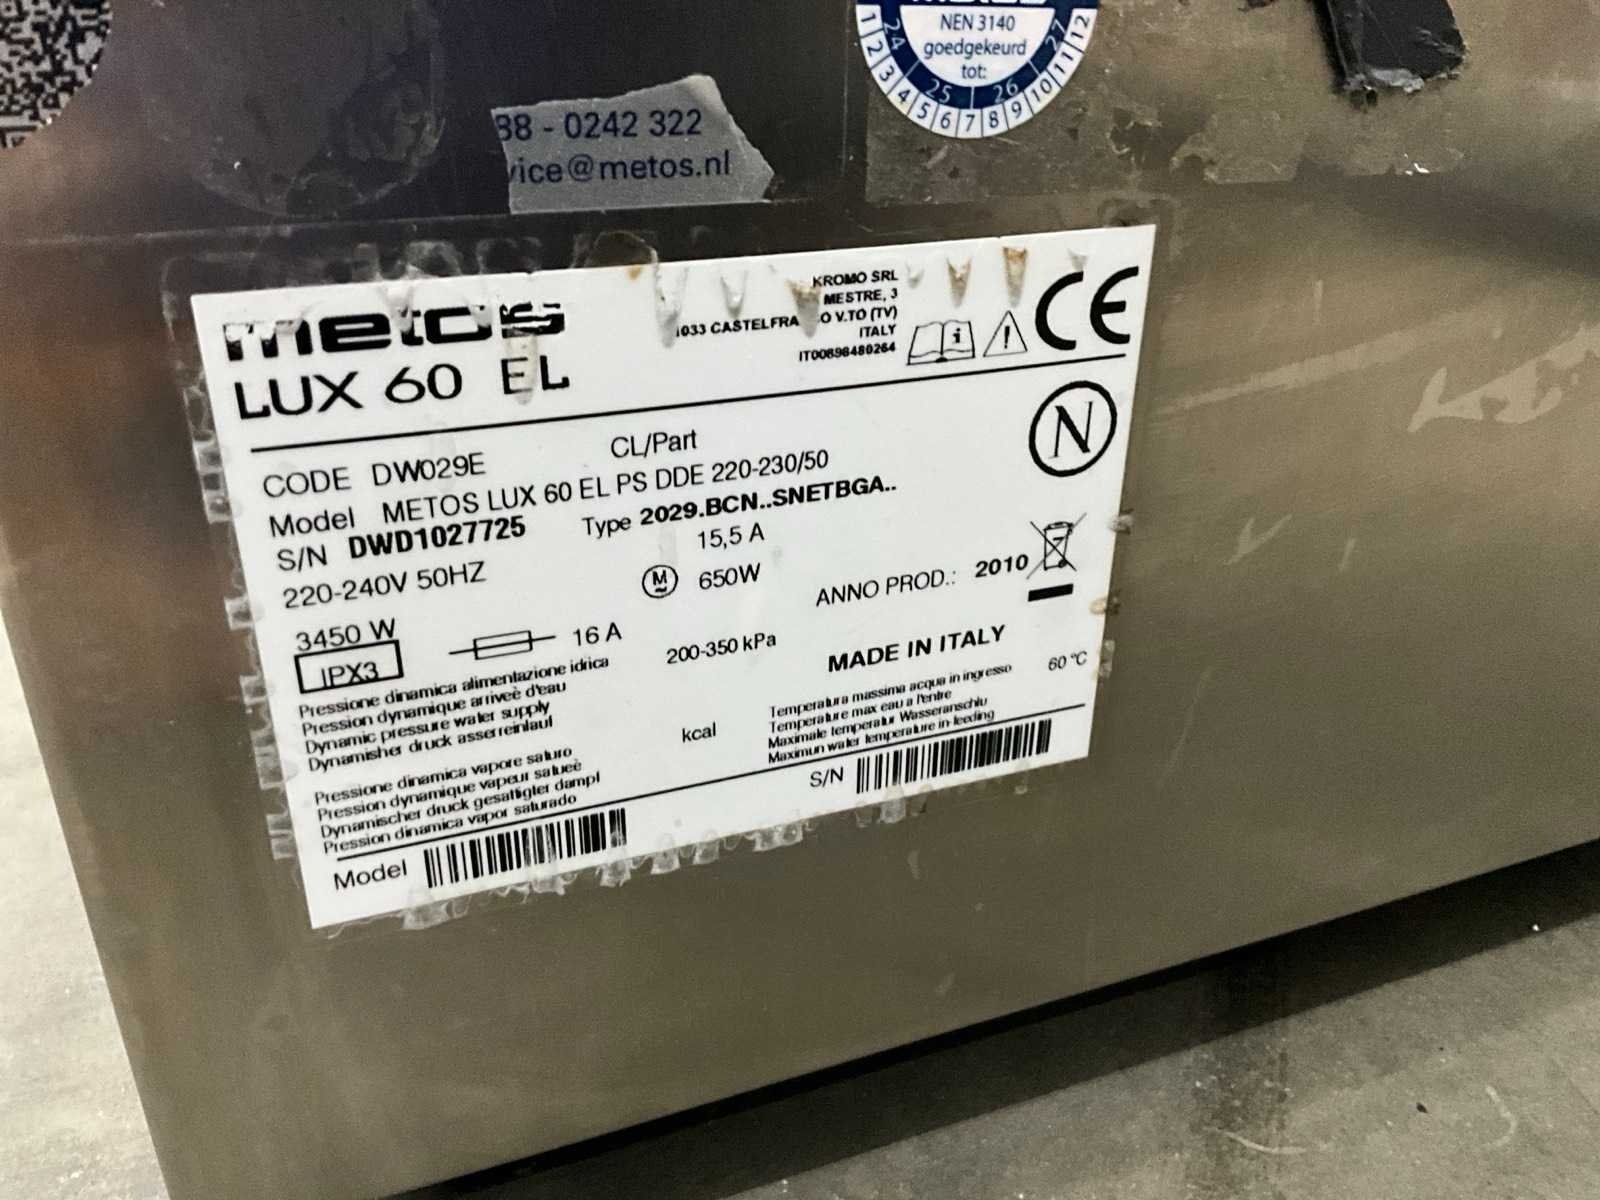 NEN 3140
goedgekeurd
tot:
1 2 3 4 5 6 7 8 9 10 11 12
24 25 26 27
88 - 0242 322
vice@metos.nl
metos
LUX 60 EL
KROMO SRL
MESTRE, 3
1033 CASTELFRA O V.TO (TV)
ITALY
IT00898480264
CE
N
CODE DW029E
CL/Part
Model METOS LUX 60 EL PS DDE 220-230/50
S/N DWD1027725 Type 2029.BCN..SNETBGA..
220-240V 50HZ
15,5 A
M 650W
ANNO PROD.: 2010
3450 W
IPX3
16 A
200-350 kPa
MADE IN ITALY
Pressione dinamica alimentazione idrica
Pression dynamique arriveè d'eau
Dynamic pressure water supply
Dynamisher druck asserreinlauf
kcal
Temperatura massima acqua in ingresso 60 °C
Temperature max eau a l'entre
Maximale temperatur Wasseranschlu
Maximun water temperature in-feeding
Pressione dinamica vapore saturo
Pression dynamique vapeur satueè
Dynamischer druck gesattigter dampf
Pression dinamica vapor saturado
S/N
Model